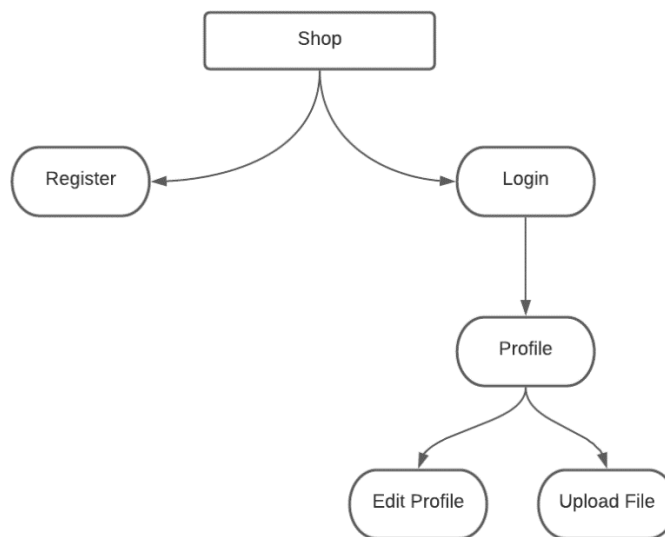 Shop
Register
Login
Profile
Edit Profile
Upload File